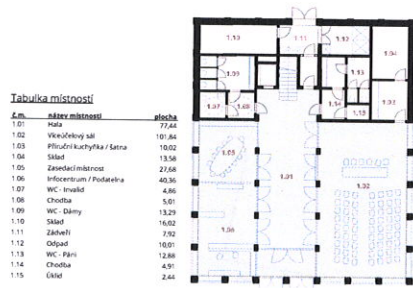 Tabulka místností
č.m. název místnosti plocha
1.01 Hala 77,44
1.02 Víceúčelový sál 101,84
1.03 Příruční kuchyňka / šatna 10,02
1.04 Sklad 13,58
1.05 Zasedací místnost 27,68
1.06 Infocentrum / Podatelna 40,36
1.07 WC - Invalid 4,86
1.08 Chodba 5,01
1.09 WC - Dámy 13,29
1.10 Sklad 16,02
1.11 Zádveří 7,92
1.12 Odpad 10,01
1.13 WC - Páni 12,88
1.14 Chodba 4,91
1.15 Úklid 2,44
1.10
1.11
1.12
1.04
1.09
1.13
1.07
1.08
1.14
1.15
1.03
1.05
1.01
1.02
1.06